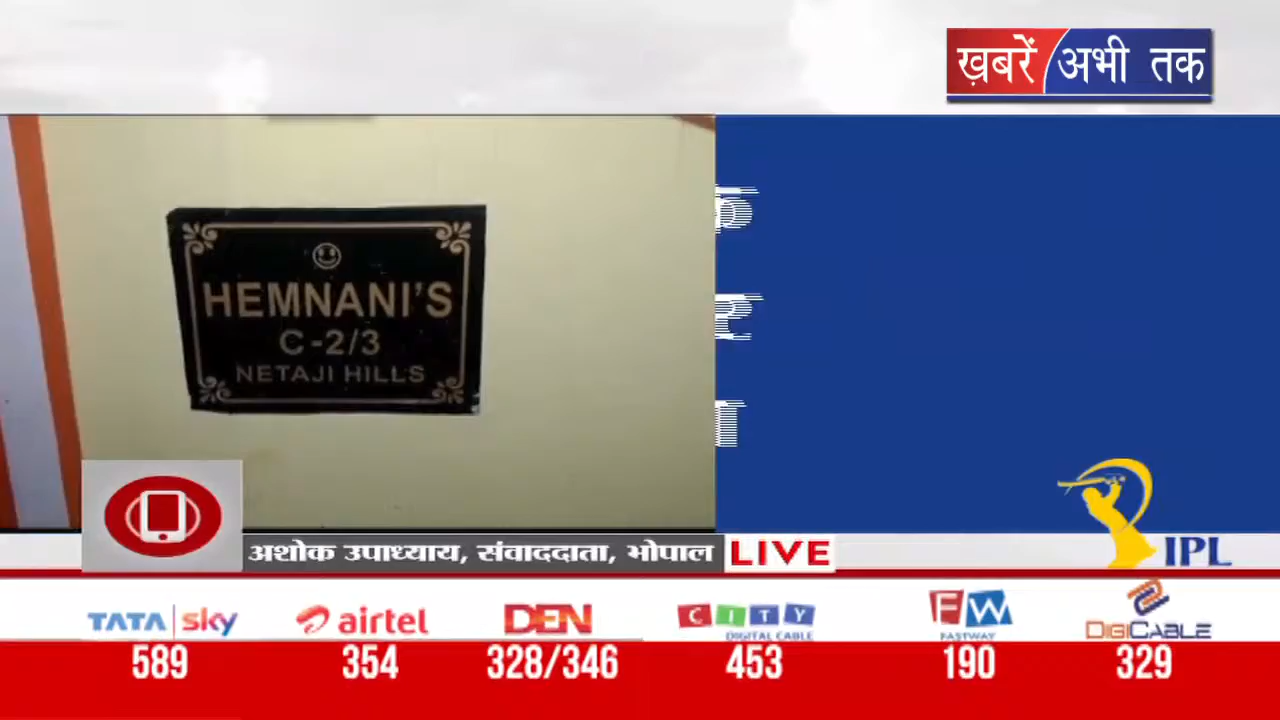 ख़बरें अभी तक
HEMNANI'S
C-2/3
NETAJI HILLS
अशोक उपाध्याय, संवाददाता, भोपाल LIVE
IPL
TATA sky airtel DEN CITY DIGITAL CABLE FW FASTWAY DIGICABLE
589 354 328/346 453 190 329